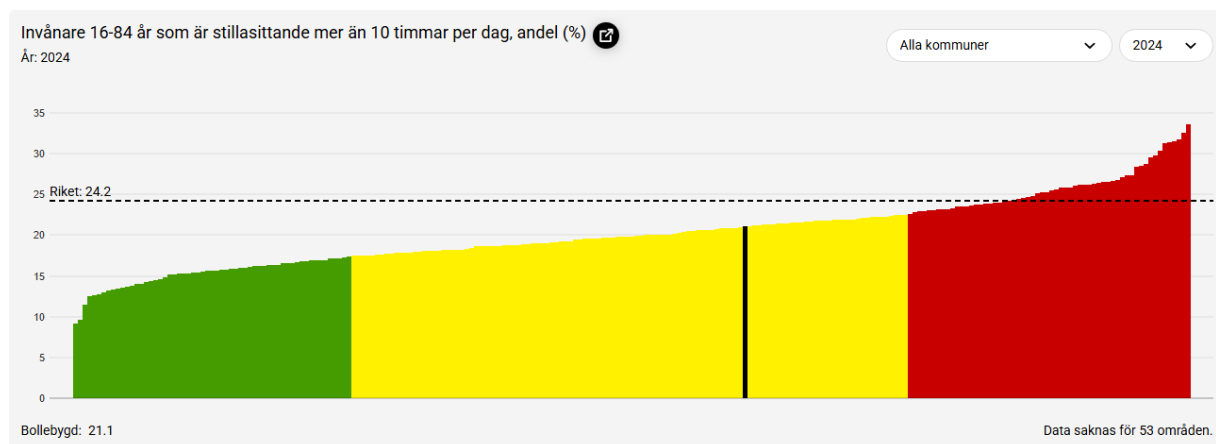 Invånare 16-84 år som är stillasittande mer än 10 timmar per dag, andel (%)
År: 2024
Alla kommuner
2024
35
30
25
Riket: 24.2
20
15
10
5
0
Bollebygd: 21.1
Data saknas för 53 områden.